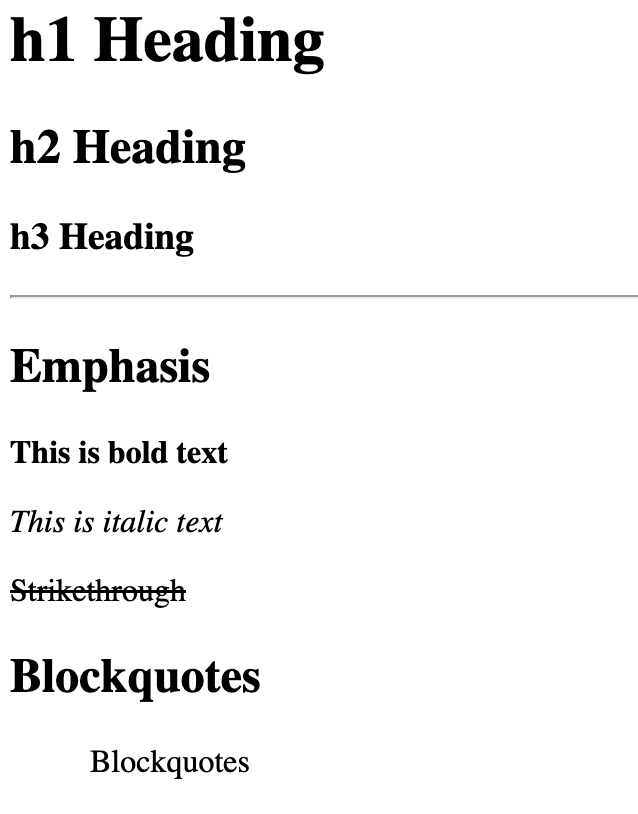 h1 Heading
h2 Heading
h3 Heading
Emphasis
This is bold text
This is italic text
Strikethrough
Blockquotes
Blockquotes